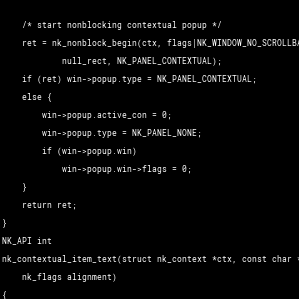 /* start nonblocking contextual popup */
ret = nk_nonblock_begin(ctx, flags|NK_WINDOW_NO_SCROLLBA
null_rect, NK_PANEL_CONTEXTUAL);
if (ret) win->popup.type = NK_PANEL_CONTEXTUAL;
else {
win->popup.active_con = 0;
win->popup.type = NK_PANEL_NONE;
if (win->popup.win)
win->popup.win->flags = 0;
}
return ret;
}
NK_API int
nk_contextual_item_text(struct nk_context *ctx, const char *
nk_flags alignment)
{